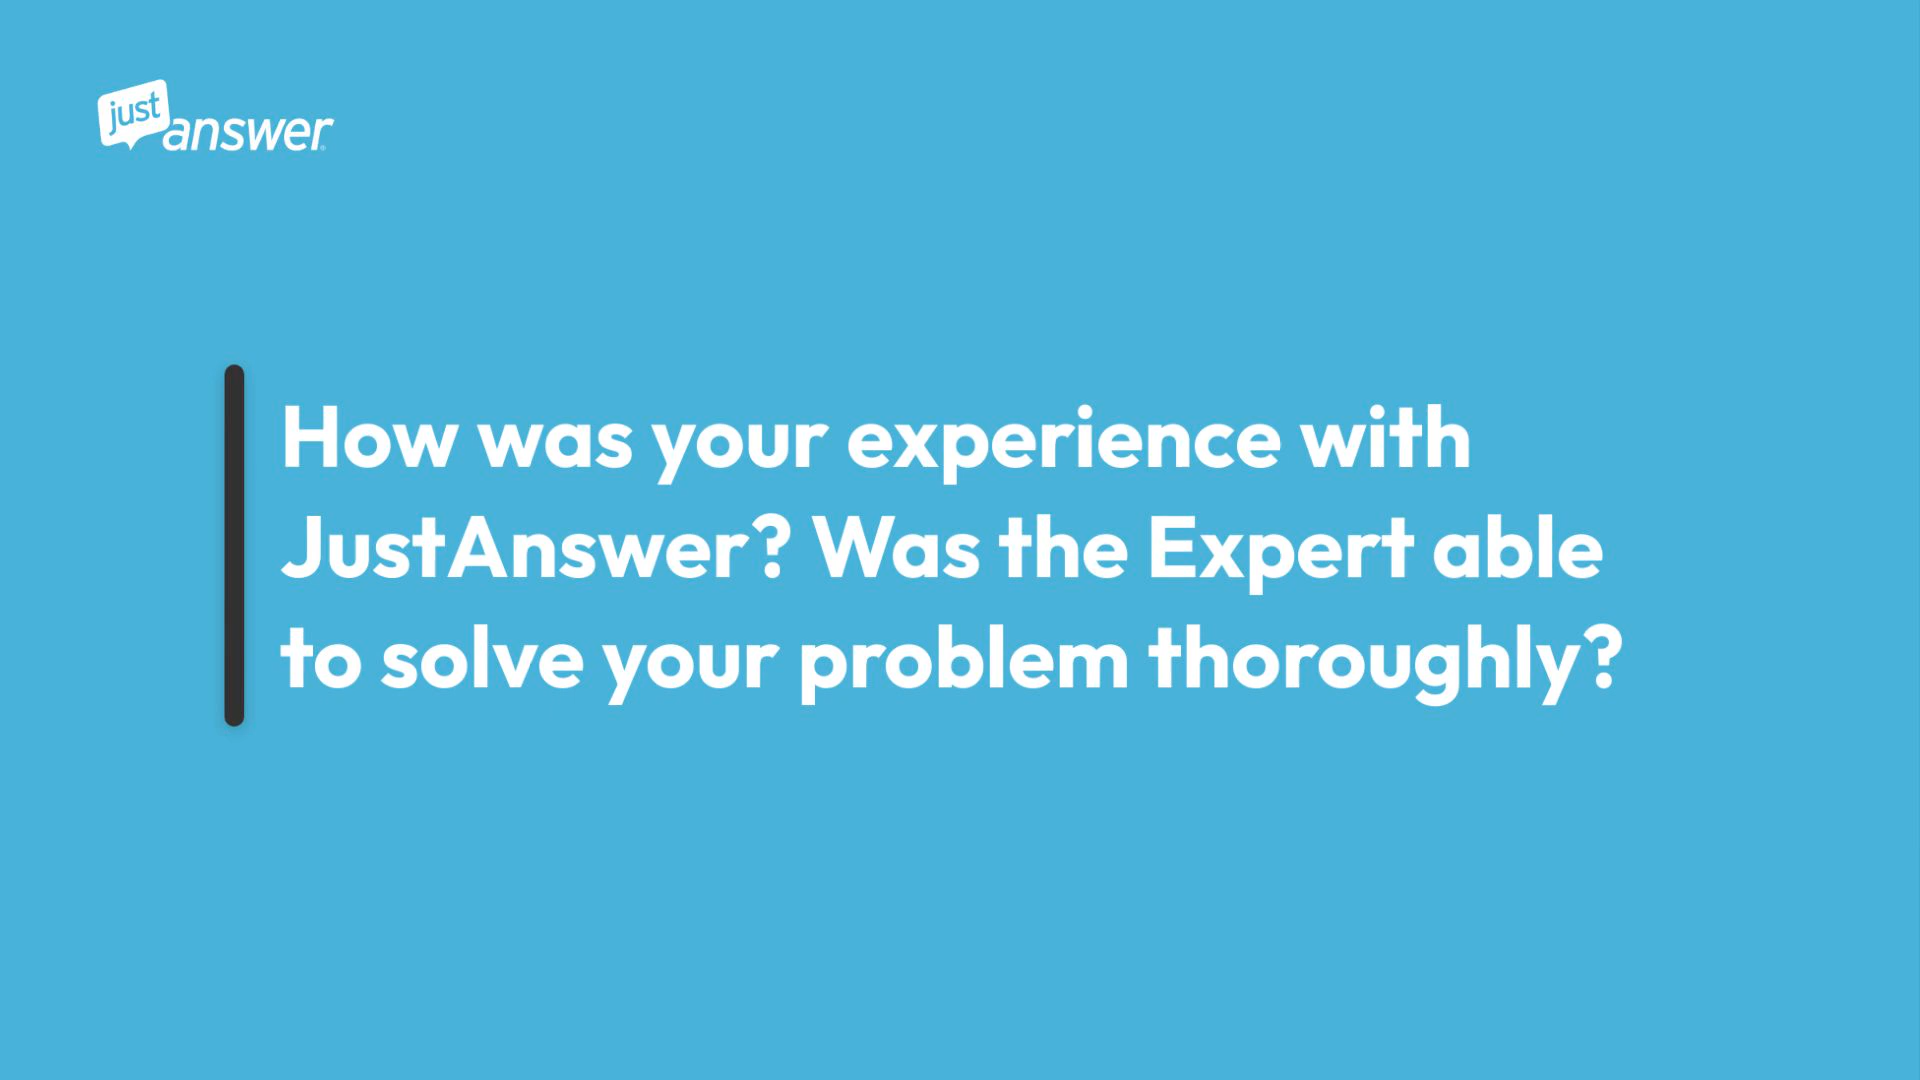 just
answer
How was your experience with
JustAnswer? Was the Expert able
to solve your problem thoroughly?